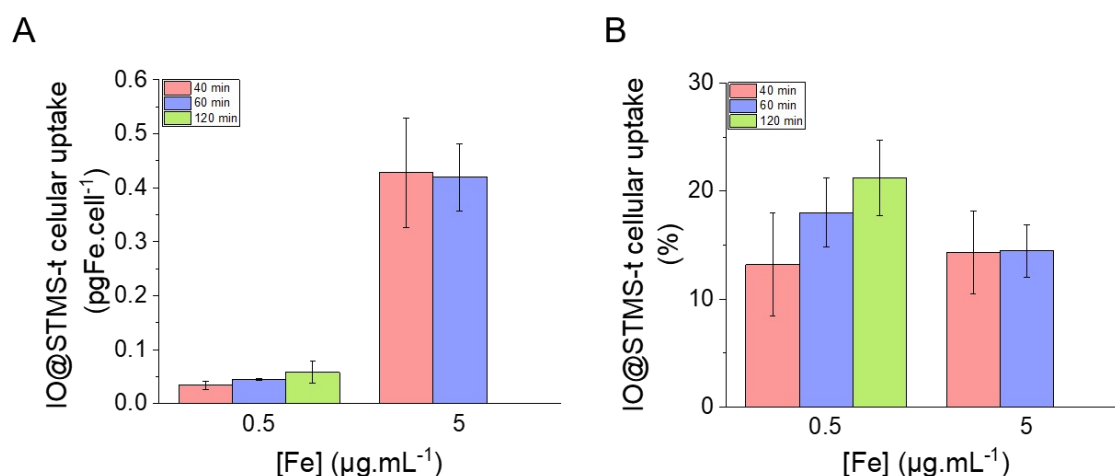 A
IO@STMS-t celular uptake
(pgFe.cell⁻¹)
0.6
0.5
0.4
0.3
0.2
0.1
0.0
40 min
60 min
120 min
0.5
5
[Fe] (µg.mL⁻¹)
B
IO@STMS-t cellular uptake
(%)
30
20
10
0
40 min
60 min
120 min
0.5
5
[Fe] (µg.mL⁻¹)